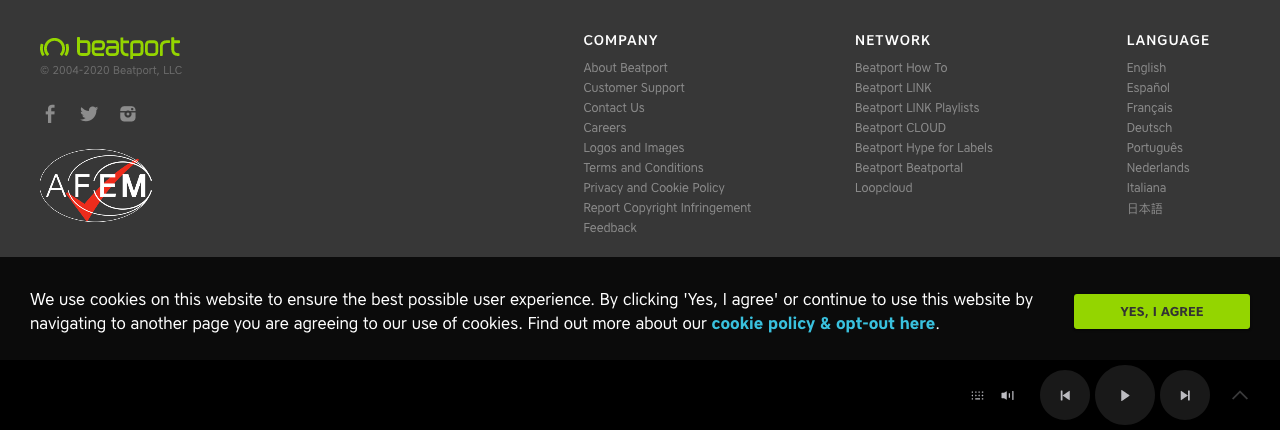 beatport
© 2004-2020 Beatport, LLC
AFEM
COMPANY
About Beatport
Customer Support
Contact Us
Careers
Logos and Images
Terms and Conditions
Privacy and Cookie Policy
Report Copyright Infringement
Feedback
NETWORK
Beatport How To
Beatport LINK
Beatport LINK Playlists
Beatport CLOUD
Beatport Hype for Labels
Beatport Beatportal
Loopcloud
LANGUAGE
English
Español
Français
Deutsch
Português
Nederlands
Italiana
日本語
We use cookies on this website to ensure the best possible user experience. By clicking 'Yes, I agree' or continue to use this website by
navigating to another page you are agreeing to our use of cookies. Find out more about our cookie policy & opt-out here.
YES, I AGREE